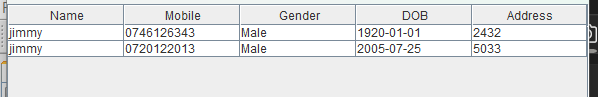 Name Mobile Gender DOB Address
jimmy 0746126343 Male 1920-01-01 2432
jimmy 0720122013 Male 2005-07-25 5033